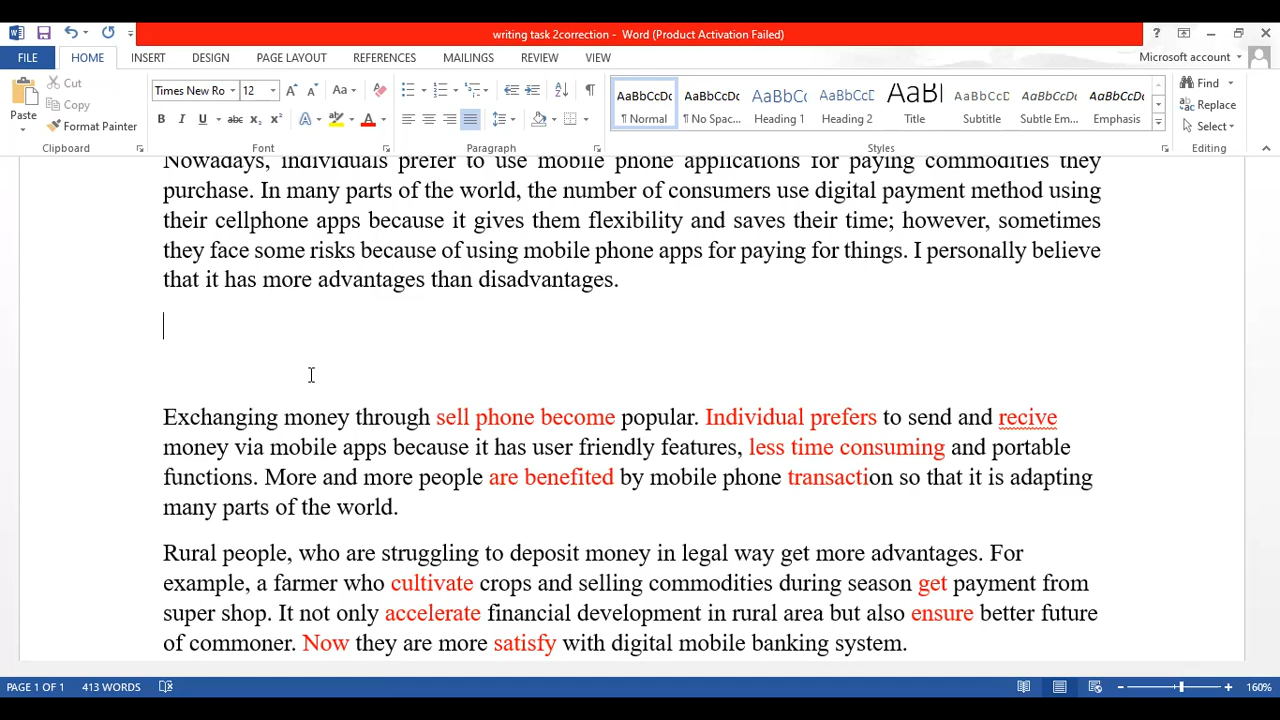 writing task 2correction - Word (Product Activation Failed)
FILE HOME INSERT DESIGN PAGE LAYOUT REFERENCES MAILINGS REVIEW VIEW Microsoft account
Paste
Cut
Copy
Format Painter
Clipboard
Times New Ro 12
Font
Paragraph
AaBbCcDc AaBbCcDc AaBbC AaBbCcD AaBl AaBbCcD AaBbCcDc AaBbCcDc
¶ Normal ¶ No Spac... Heading 1 Heading 2 Title Subtitle Subtle Em... Emphasis
Styles
Find
Replace
Select
Editing
Nowadays, individuals prefer to use mobile phone applications for paying commodities they
purchase. In many parts of the world, the number of consumers use digital payment method using
their cellphone apps because it gives them flexibility and saves their time; however, sometimes
they face some risks because of using mobile phone apps for paying for things. I personally believe
that it has more advantages than disadvantages.
Exchanging money through sell phone become popular. Individual prefers to send and recive
money via mobile apps because it has user friendly features, less time consuming and portable
functions. More and more people are benefited by mobile phone transaction so that it is adapting
many parts of the world.
Rural people, who are struggling to deposit money in legal way get more advantages. For
example, a farmer who cultivate crops and selling commodities during season get payment from
super shop. It not only accelerate financial development in rural area but also ensure better future
of commoner. Now they are more satisfy with digital mobile banking system.
PAGE 1 OF 1 413 WORDS 160%